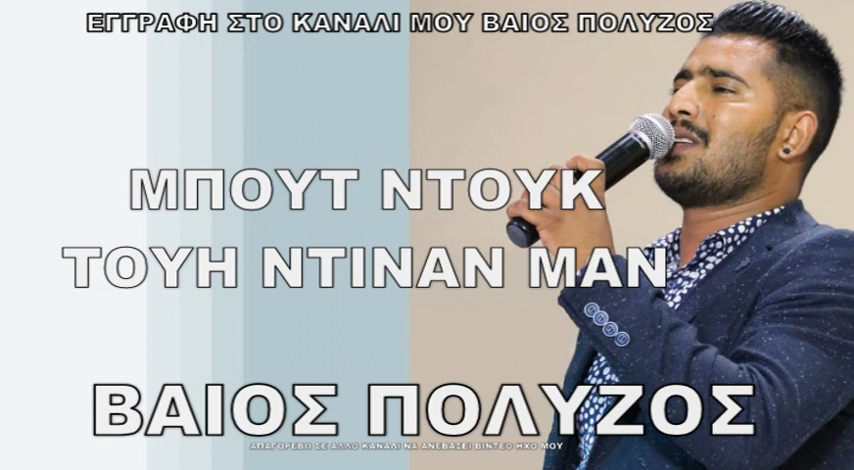 ΕΓΓΡΑΦΗ ΣΤΟ ΚΑΝΑΛΙ ΜΟΥ ΒΑΙΟΣ ΠΟΛΥΖΟΣ
ΜΠΟΥΤ ΝΤΟΥΚ
ΤΟΥΗ ΝΤΙΝΑΝ ΜΑΝ
ΒΑΙΟΣ ΠΟΛΥΖΟΣ
ΑΠΑΓΟΡΕΒΟ ΣΕ ΑΛΛΟ ΚΑΝΑΛΙ ΝΑ ΑΝΕΒΑΣΕΙ ΒΙΝΤΕΟ ΗΧΟ ΜΟΥ